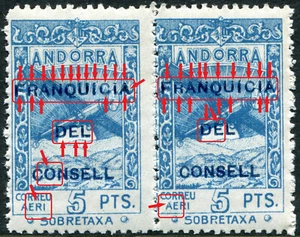 ANDORRA ANDORRA
FRANQUICIA FRANQUICIA
DEL DEL
CONSELL CONSELL
CORREU CORREU
AERI 5 PTS. AERI 5 PTS.
SOBRETAXA SOBRETAXA